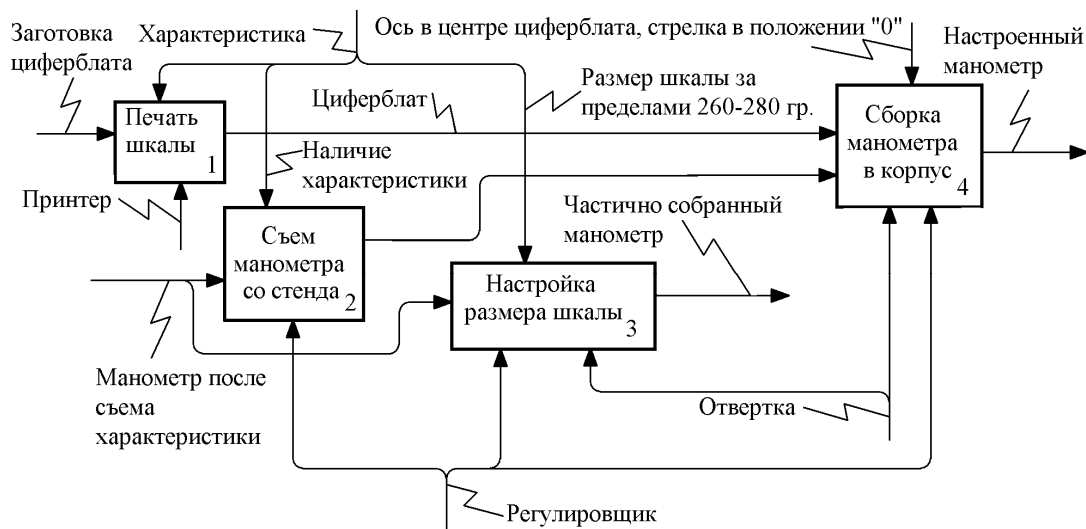 Заготовка
циферблата
Характеристика
Ось в центре циферблата, стрелка в положении "0"
Настроенный
манометр
Печать
шкалы
1
Циферблат
Размер шкалы за
пределами 260-280 гр.
Сборка
манометра
в корпус
4
Наличие
характеристики
Принтер
Съем
манометра
со стенда
2
Частично собранный
манометр
Настройка
размера шкалы
3
Манометр после
съема
характеристики
Отвертка
Регулировщик